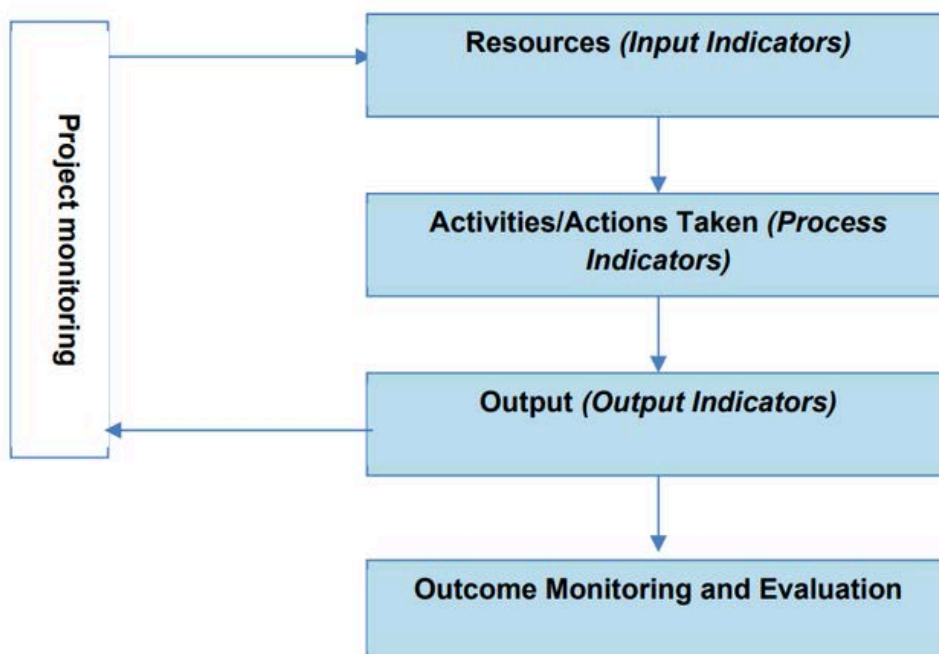 Project monitoring
Resources (Input Indicators)
Activities/Actions Taken (Process
Indicators)
Output (Output Indicators)
Outcome Monitoring and Evaluation